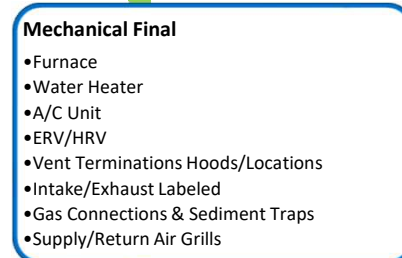 Mechanical Final
•Furnace
•Water Heater
•A/C Unit
•ERV/HRV
•Vent Terminations Hoods/Locations
•Intake/Exhaust Labeled
•Gas Connections & Sediment Traps
•Supply/Return Air Grills